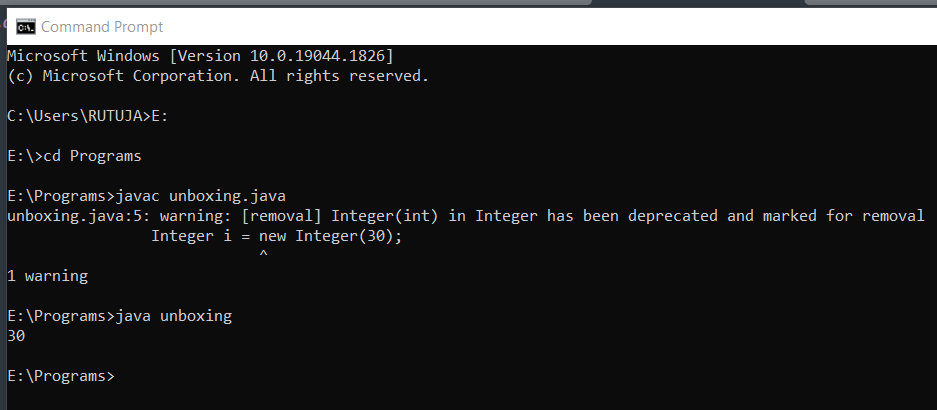 Command Prompt
Microsoft Windows [Version 10.0.19044.1826]
(c) Microsoft Corporation. All rights reserved.
C:\Users\RUTUJA>E:
E:\>cd Programs
E:\Programs>javac unboxing.java
unboxing.java:5: warning: [removal] Integer(int) in Integer has been deprecated and marked for removal
Integer i = new Integer(30);
^
1 warning
E:\Programs>java unboxing
30
E:\Programs>